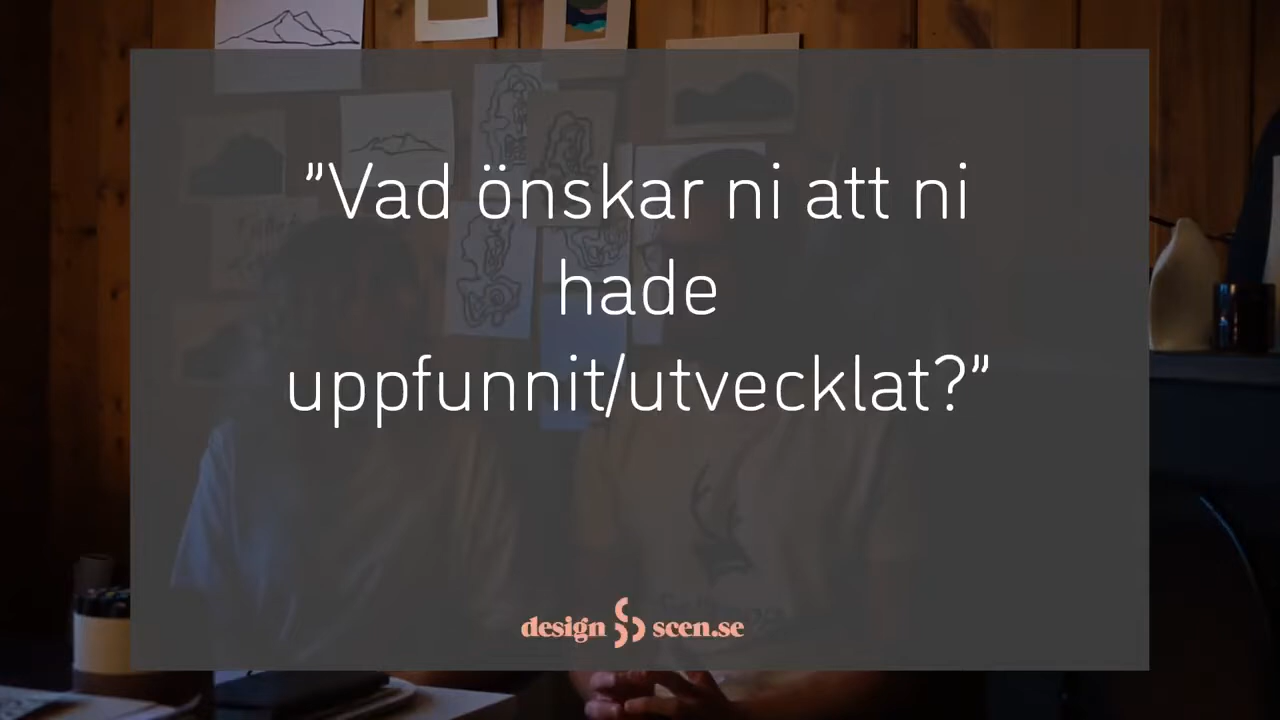 ”Vad önskar ni att ni
hade
uppfunnit/utvecklat?”
design scen.se